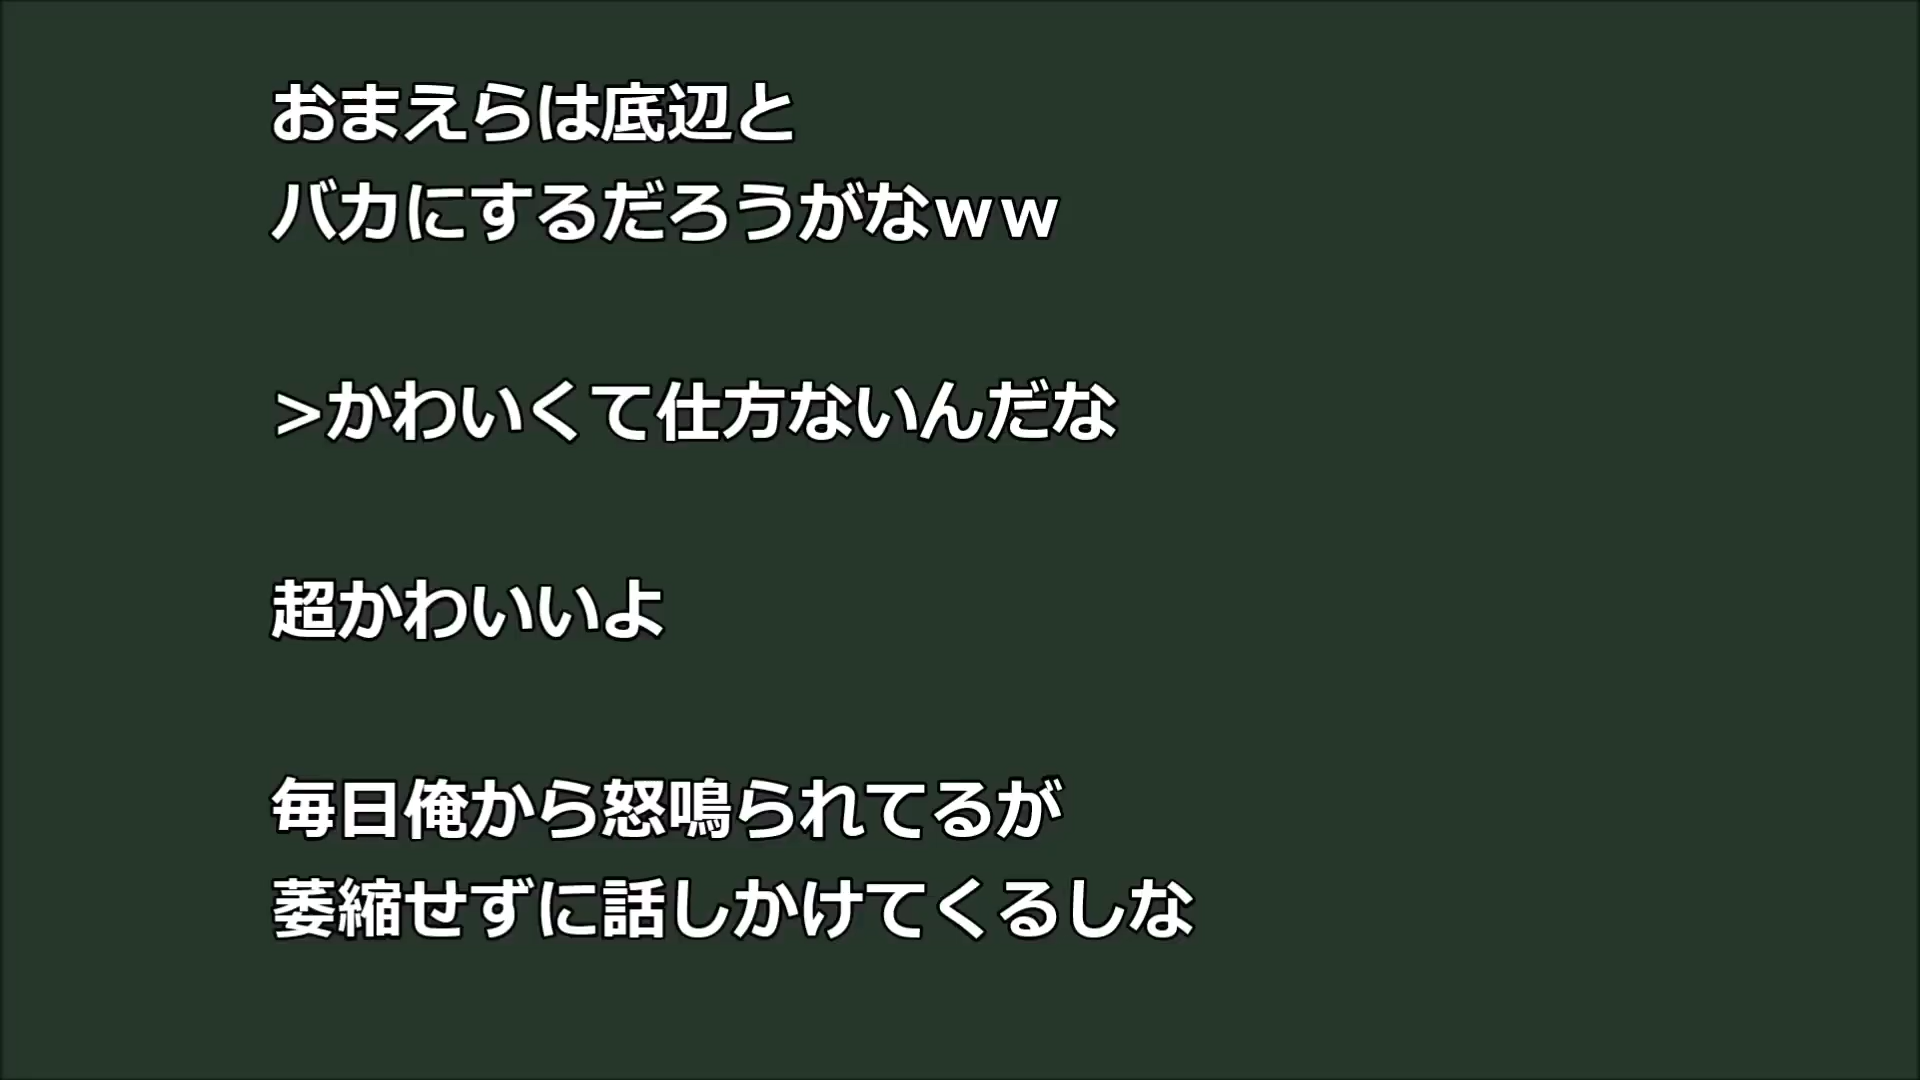 おまえらは底辺と
バカにするだろうがなｗｗ
>かわいくて仕方ないんだな
超かわいいよ
毎日俺から怒鳴られてるが
萎縮せずに話しかけてくるしな